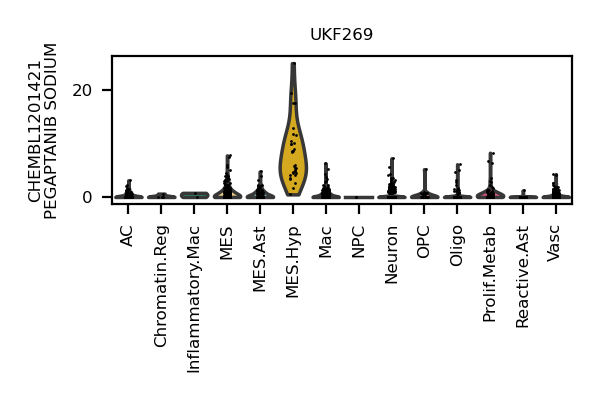 UKF269
CHEMBL1201421
PEGAPTANIB SODIUM
20
0
AC
Chromatin.Reg
Inflammatory.Mac
MES
MES.Ast
MES.Hyp
Mac
NPC
Neuron
OPC
Oligo
Prolif.Metab
Reactive.Ast
Vasc